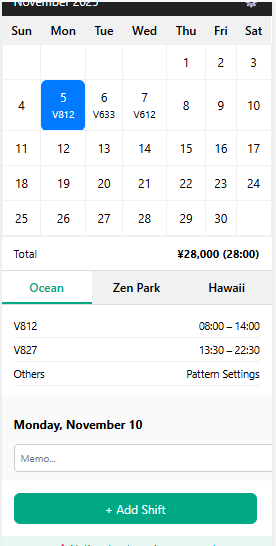 November 2025
Sun Mon Tue Wed Thu Fri Sat
1 2 3
4 5 6 7 8 9 10
V812 V633 V612
11 12 13 14 15 16 17
18 19 20 21 22 23 24
25 26 27 28 29 30
Total ¥28,000 (28:00)
Ocean Zen Park Hawaii
V812 08:00 – 14:00
V827 13:30 – 22:30
Others Pattern Settings
Monday, November 10
Memo...
+ Add Shift